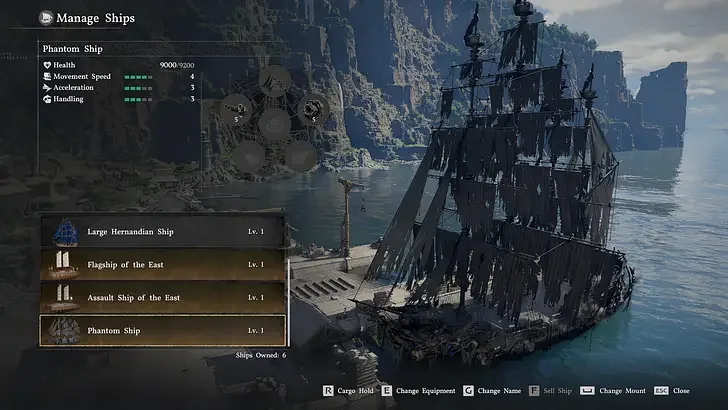 Manage Ships
Phantom Ship
Health 9000/9200
Movement Speed 4
Acceleration 3
Handling 3
5 5
Large Hernandian Ship Lv. 1
Flagship of the East Lv. 1
Assault Ship of the East Lv. 1
Phantom Ship Lv. 1
Ships Owned: 6
R Cargo Hold E Change Equipment G Change Name F Sell Ship Change Mount ESC Close